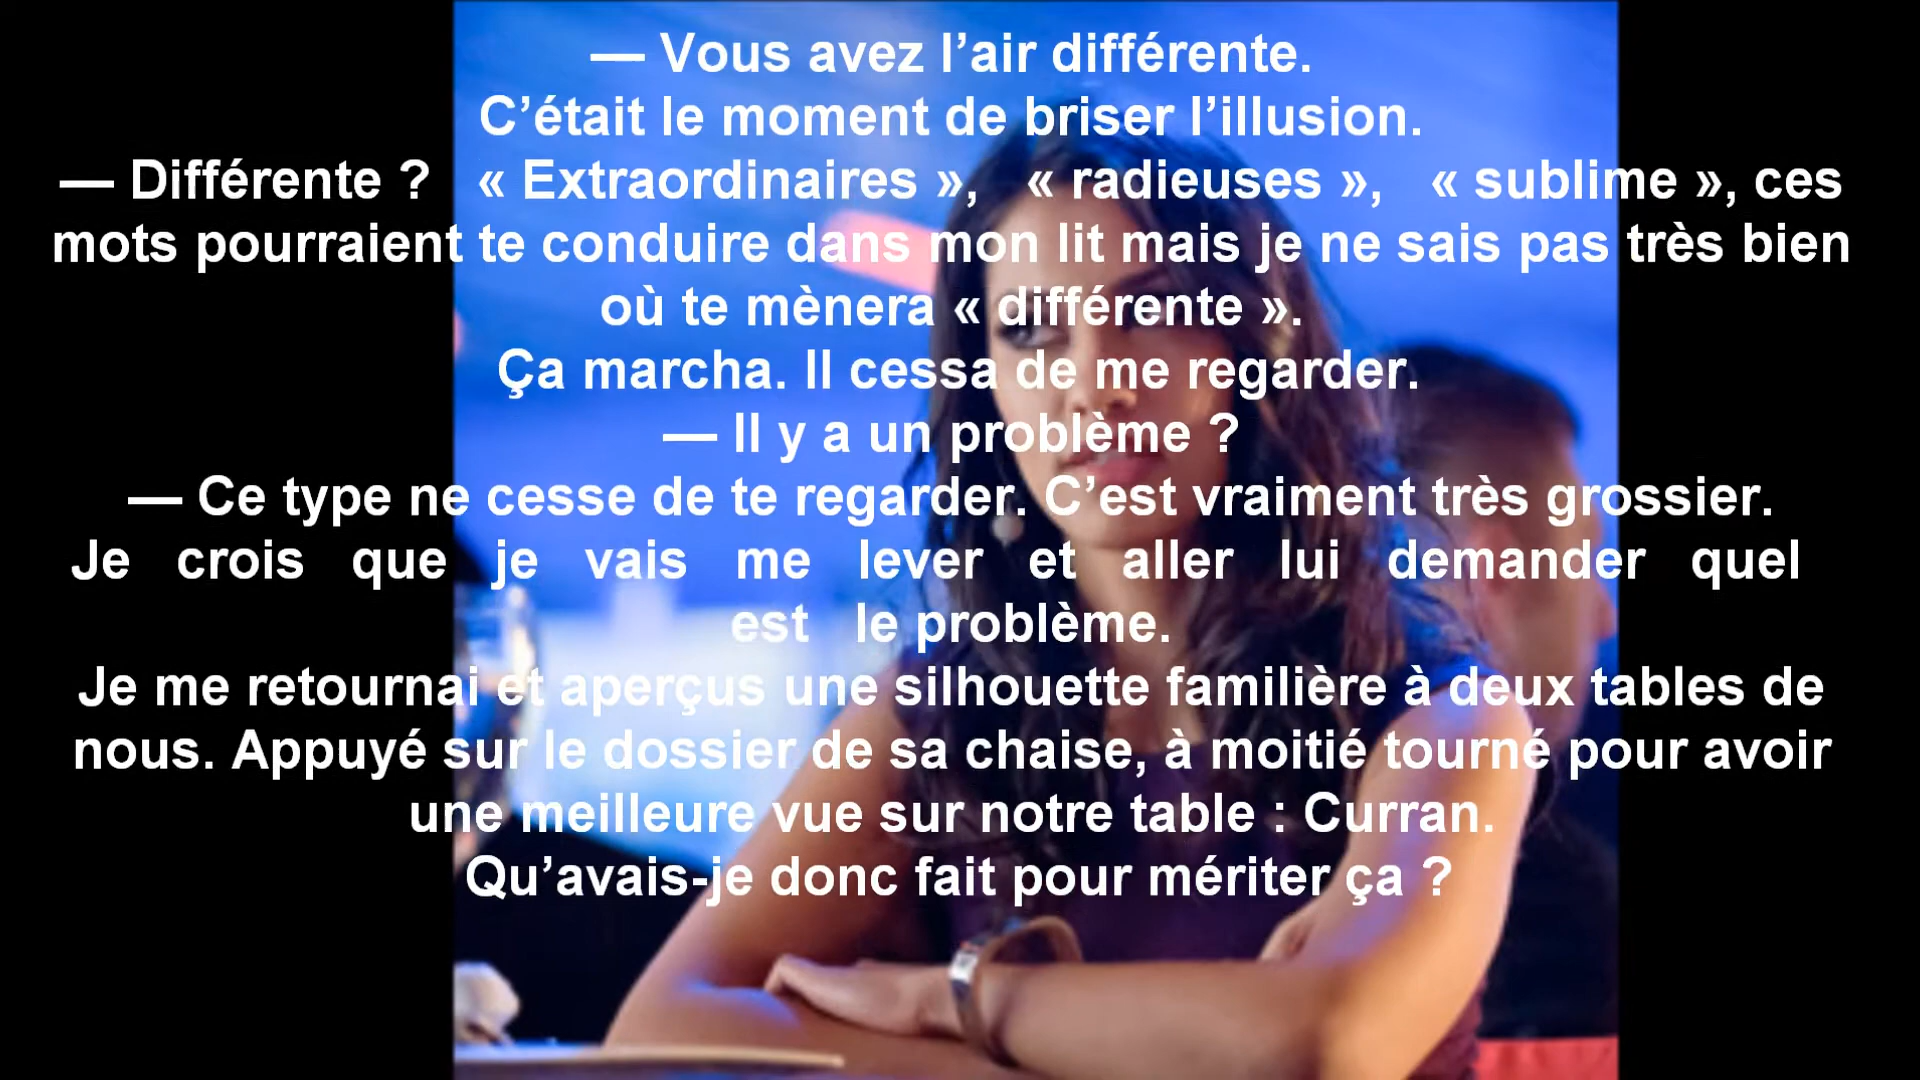 — Vous avez l’air différente.
C’était le moment de briser l’illusion.
— Différente ? « Extraordinaires », « radieuses », « sublime », ces
mots pourraient te conduire dans mon lit mais je ne sais pas très bien
où te mènera « différente ».
Ça marcha. Il cessa de me regarder.
— Il y a un problème ?
— Ce type ne cesse de te regarder. C’est vraiment très grossier.
Je crois que je vais me lever et aller lui demander quel
est le problème.
Je me retournai et aperçus une silhouette familière à deux tables de
nous. Appuyé sur le dossier de sa chaise, à moitié tourné pour avoir
une meilleure vue sur notre table : Curran.
Qu’avais-je donc fait pour mériter ça ?